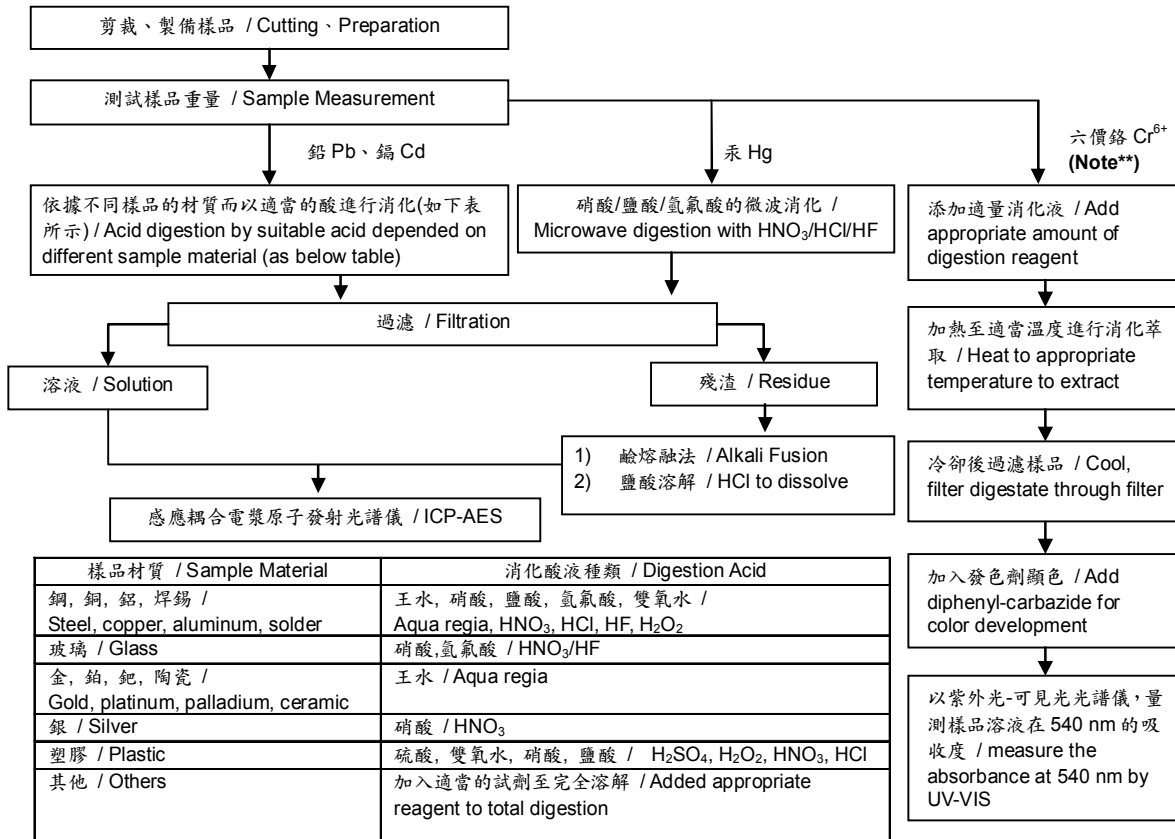 剪裁、製備樣品 / Cutting、Preparation
測試樣品重量 / Sample Measurement
鉛 Pb、鎘 Cd
汞 Hg
六價鉻 Cr⁶⁺
(Note**)
依據不同樣品的材質而以適當的酸進行消化(如下表
所示) / Acid digestion by suitable acid depended on
different sample material (as below table)
硝酸/鹽酸/氫氟酸的微波消化 /
Microwave digestion with HNO₃/HCl/HF
添加適量消化液 / Add
appropriate amount of
digestion reagent
過濾 / Filtration
加熱至適當溫度進行消化萃
取 / Heat to appropriate
temperature to extract
溶液 / Solution
殘渣 / Residue
1) 鹼熔融法 / Alkali Fusion
2) 鹽酸溶解 / HCl to dissolve
冷卻後過濾樣品 / Cool,
filter digestate through filter
感應耦合電漿原子發射光譜儀 / ICP-AES
加入發色劑顯色 / Add
diphenyl-carbazide for
color development
以紫外光-可見光光譜儀，量
測樣品溶液在 540 nm 的吸
收度 / measure the
absorbance at 540 nm by
UV-VIS
樣品材質 / Sample Material
消化酸液種類 / Digestion Acid
鋼, 銅, 鋁, 焊錫 /
Steel, copper, aluminum, solder
王水, 硝酸, 鹽酸, 氫氟酸, 雙氧水 /
Aqua regia, HNO₃, HCl, HF, H₂O₂
玻璃 / Glass
硝酸,氫氟酸 / HNO₃/HF
金, 鉑, 鈀, 陶瓷 /
Gold, platinum, palladium, ceramic
王水 / Aqua regia
銀 / Silver
硝酸 / HNO₃
塑膠 / Plastic
硫酸, 雙氧水, 硝酸, 鹽酸 / H₂SO₄, H₂O₂, HNO₃, HCl
其他 / Others
加入適當的試劑至完全溶解 / Added appropriate
reagent to total digestion